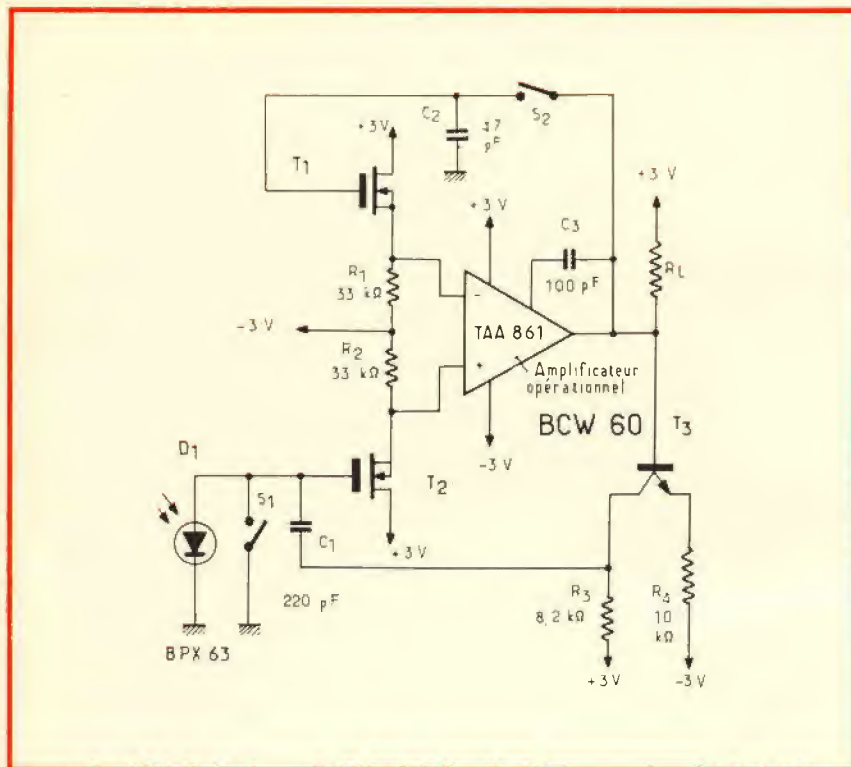 +3 V
C2
47
pF
S2
T1
+3 V
+3 V
C3
100 pF
R1
33 kΩ
RL
-3 V
-
TAA 861
R2
33 kΩ
+
Amplificateur
opérationnel
BCW 60
T3
-3 V
D1
S1
C1
T2
+3 V
220 pF
R3
8,2 kΩ
R4
10
kΩ
BPX 63
+3 V
-3 V